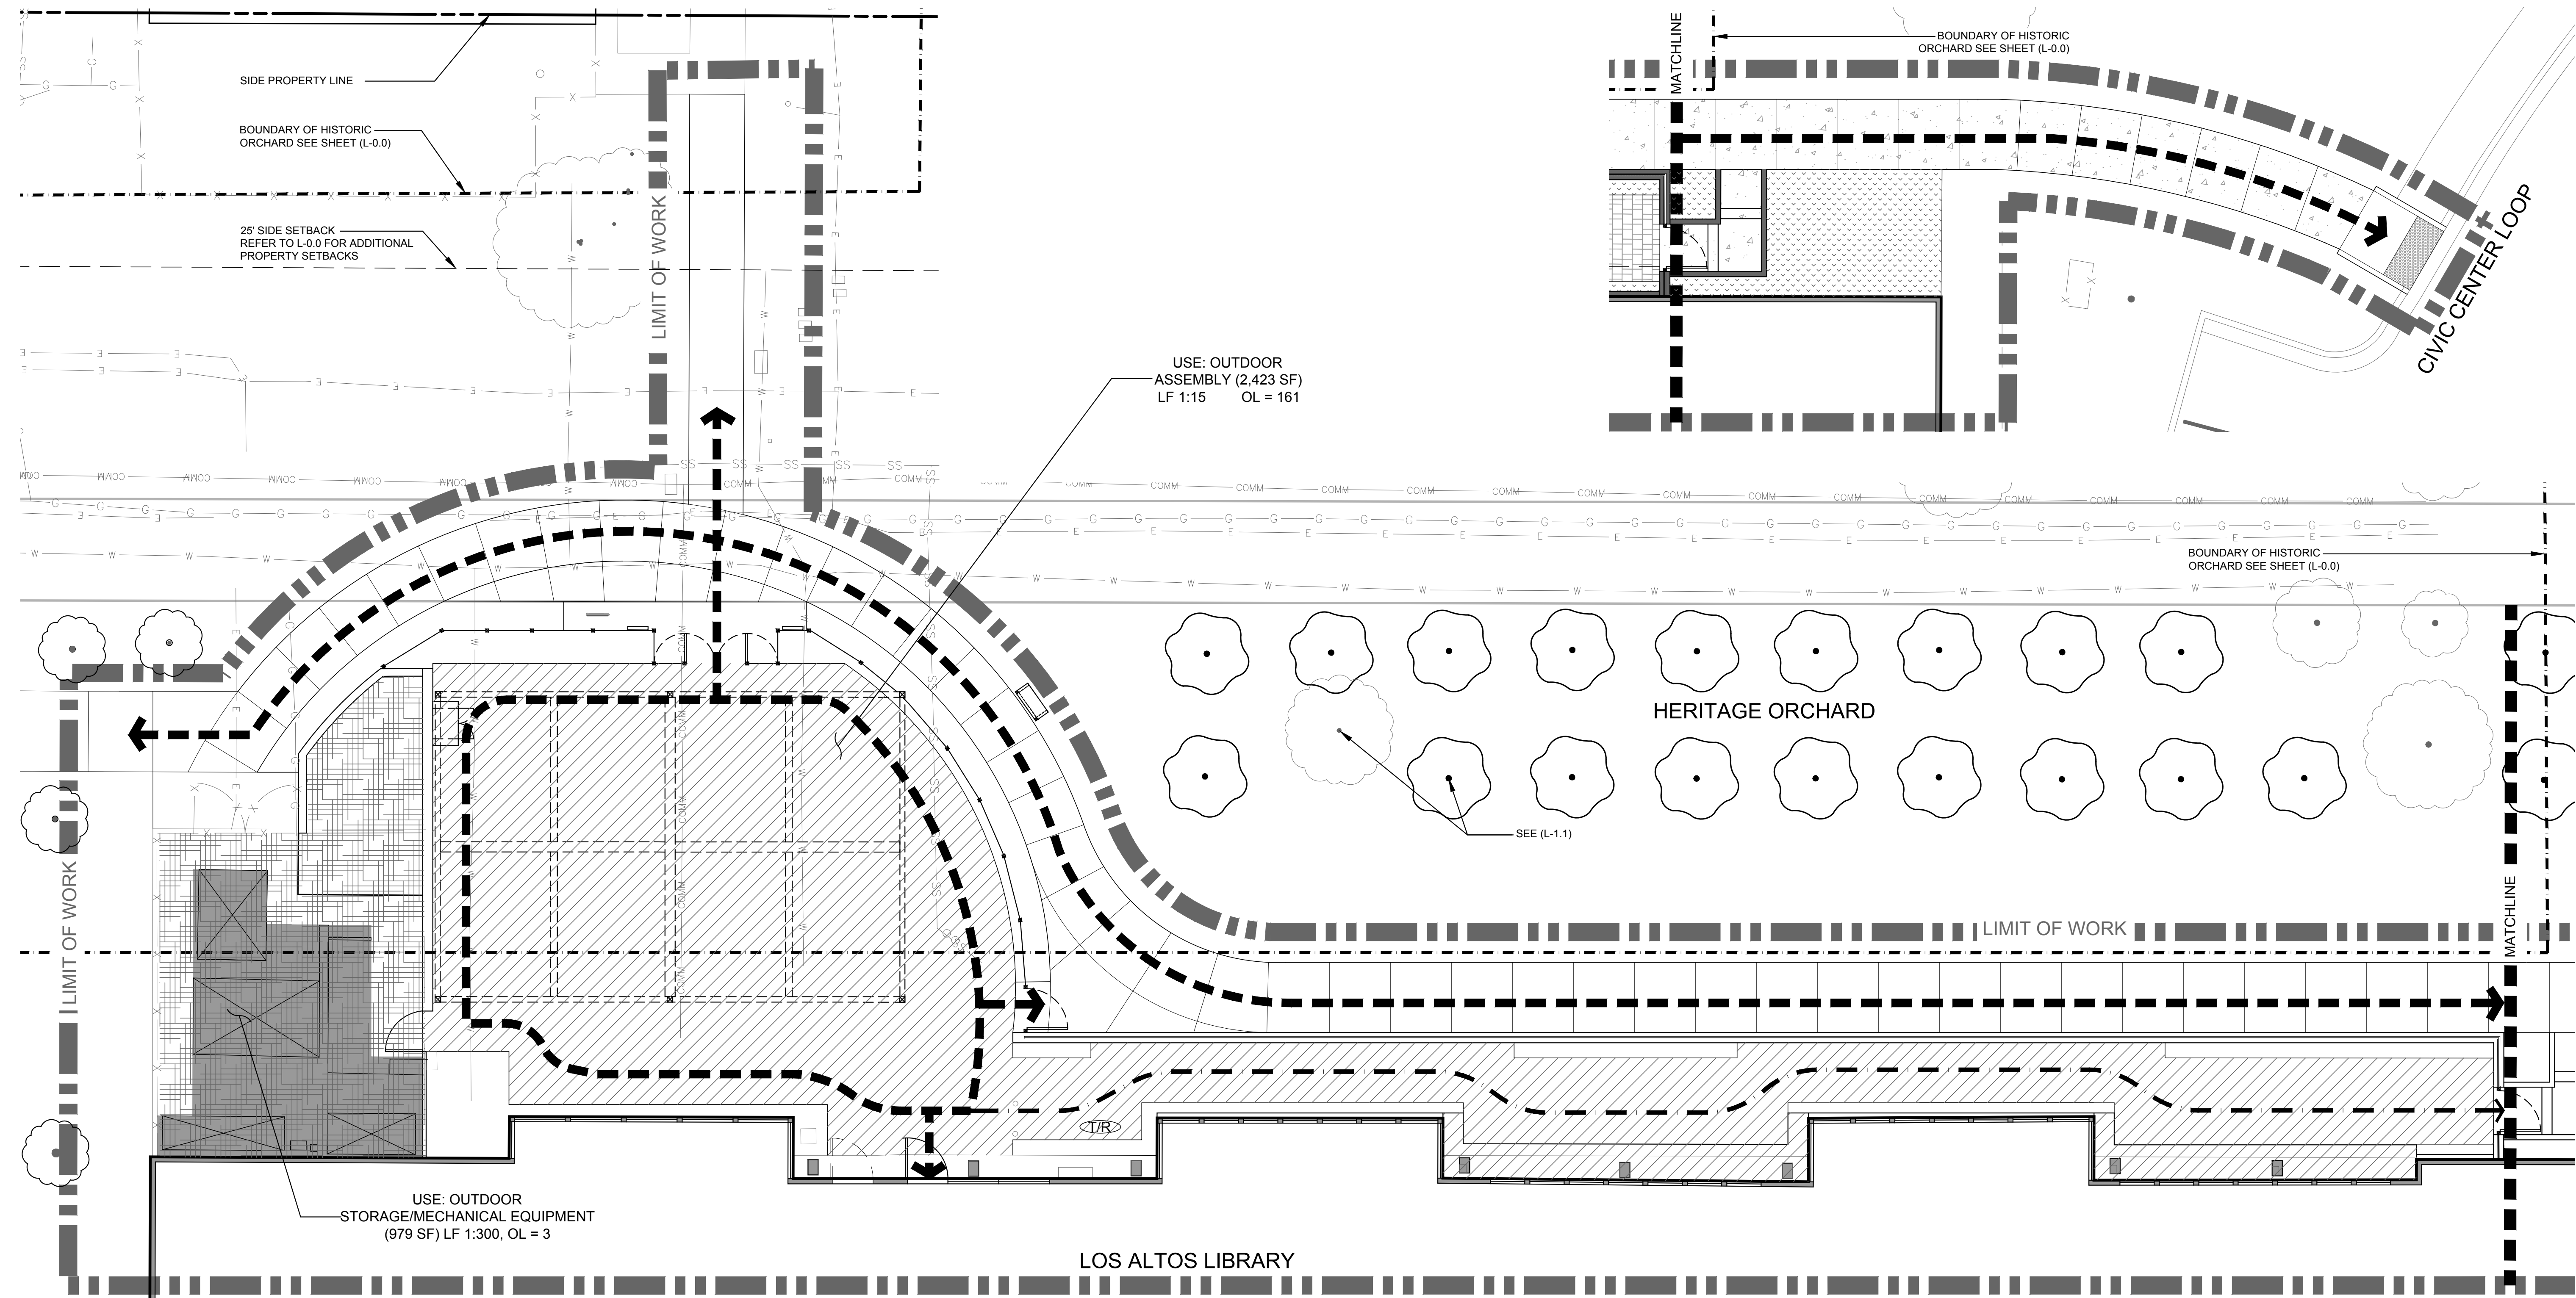 SIDE PROPERTY LINE
BOUNDARY OF HISTORIC
ORCHARD SEE SHEET (L-0.0)
25' SIDE SETBACK
REFER TO L-0.0 FOR ADDITIONAL
PROPERTY SETBACKS
LIMIT OF WORK
MATCHLINE
BOUNDARY OF HISTORIC
ORCHARD SEE SHEET (L-0.0)
CIVIC CENTER LOOP
USE: OUTDOOR
ASSEMBLY (2,423 SF)
LF 1:15 OL = 161
BOUNDARY OF HISTORIC
ORCHARD SEE SHEET (L-0.0)
HERITAGE ORCHARD
SEE (L-1.1)
LIMIT OF WORK
LIMIT OF WORK
MATCHLINE
T/R
USE: OUTDOOR
STORAGE/MECHANICAL EQUIPMENT
(979 SF) LF 1:300, OL = 3
LOS ALTOS LIBRARY